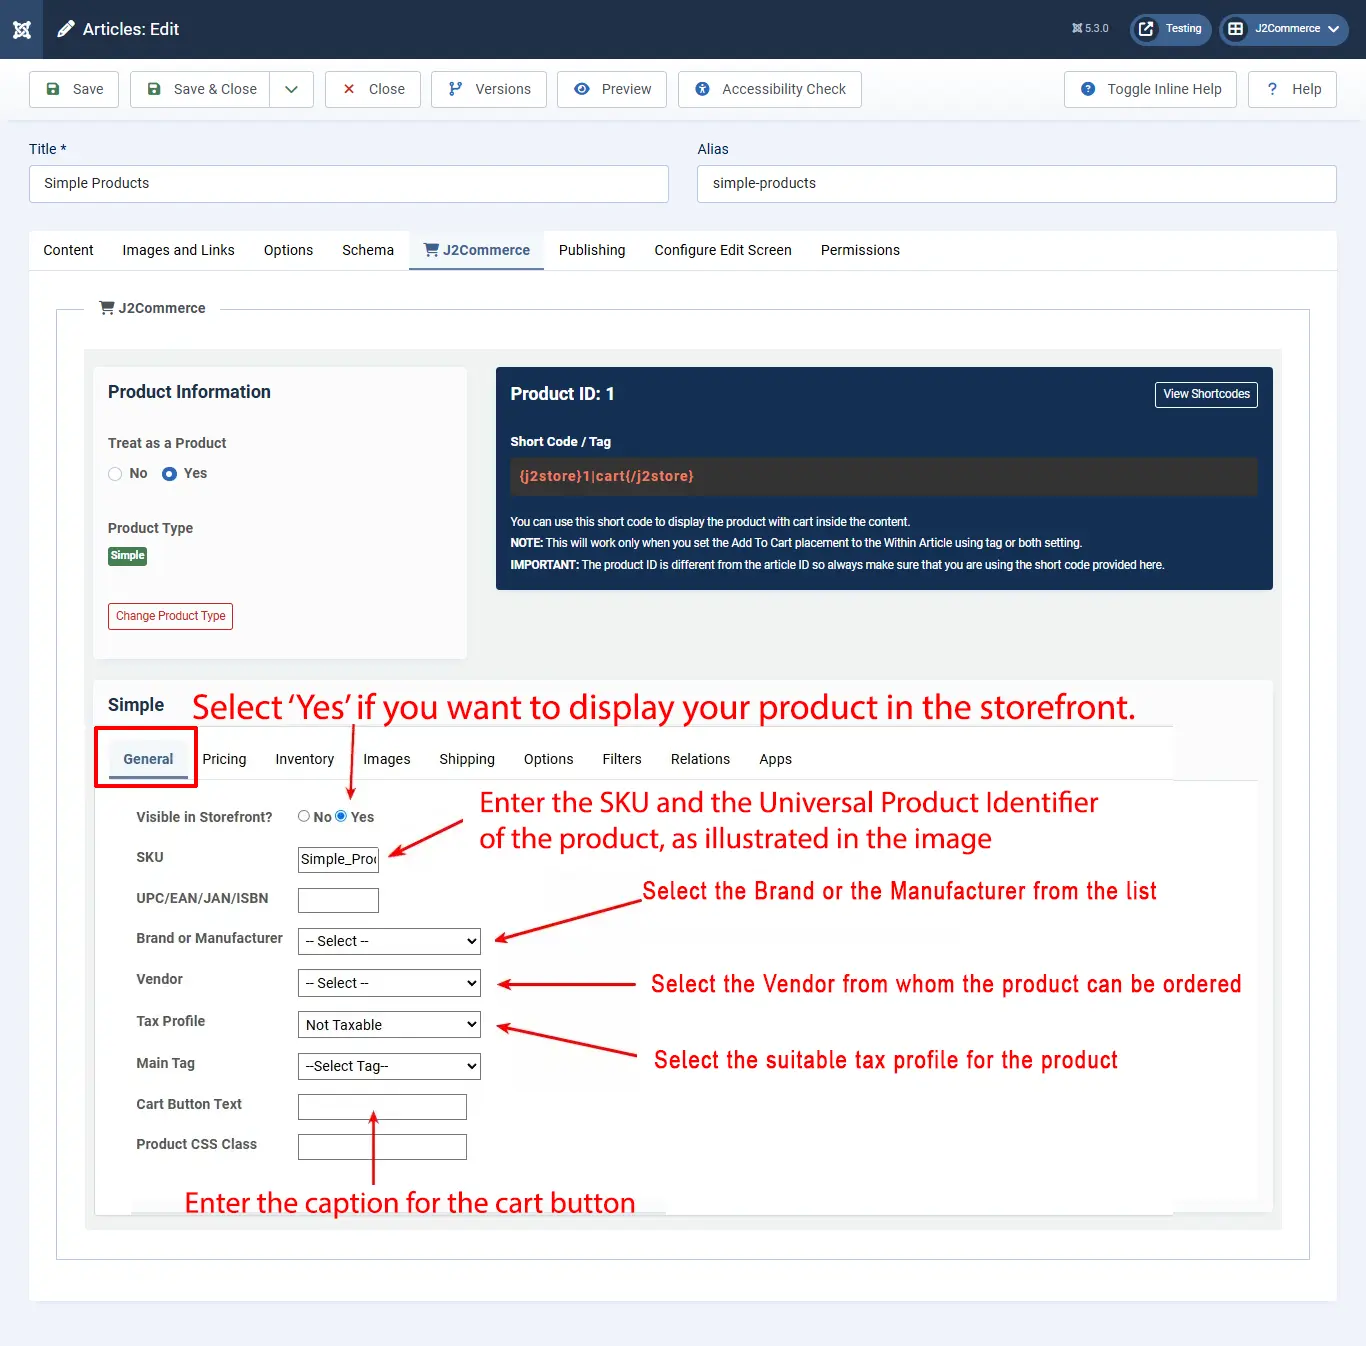 Articles: Edit
5.3.0
Testing
J2Commerce
Save
Save & Close
Close
Versions
Preview
Accessibility Check
Toggle Inline Help
? Help
Title *
Alias
Simple Products
simple-products
Content
Images and Links
Options
Schema
J2Commerce
Publishing
Configure Edit Screen
Permissions
J2Commerce
Product Information
Treat as a Product
No
Yes
Product Type
Simple
Change Product Type
Product ID: 1
View Shortcodes
Short Code / Tag
{j2store}1|cart{/j2store}
You can use this short code to display the product with cart inside the content.
NOTE: This will work only when you set the Add To Cart placement to the Within Article using tag or both setting.
IMPORTANT: The product ID is different from the article ID so always make sure that you are using the short code provided here.
Simple
Select ‘Yes’ if you want to display your product in the storefront.
General
Pricing
Inventory
Images
Shipping
Options
Filters
Relations
Apps
Visible in Storefront?
No
Yes
Enter the SKU and the Universal Product Identifier
of the product, as illustrated in the image
SKU
Simple_Prod
UPC/EAN/JAN/ISBN
Select the Brand or the Manufacturer from the list
Brand or Manufacturer
-- Select --
Vendor
-- Select --
Select the Vendor from whom the product can be ordered
Tax Profile
Not Taxable
Select the suitable tax profile for the product
Main Tag
--Select Tag--
Cart Button Text
Product CSS Class
Enter the caption for the cart button